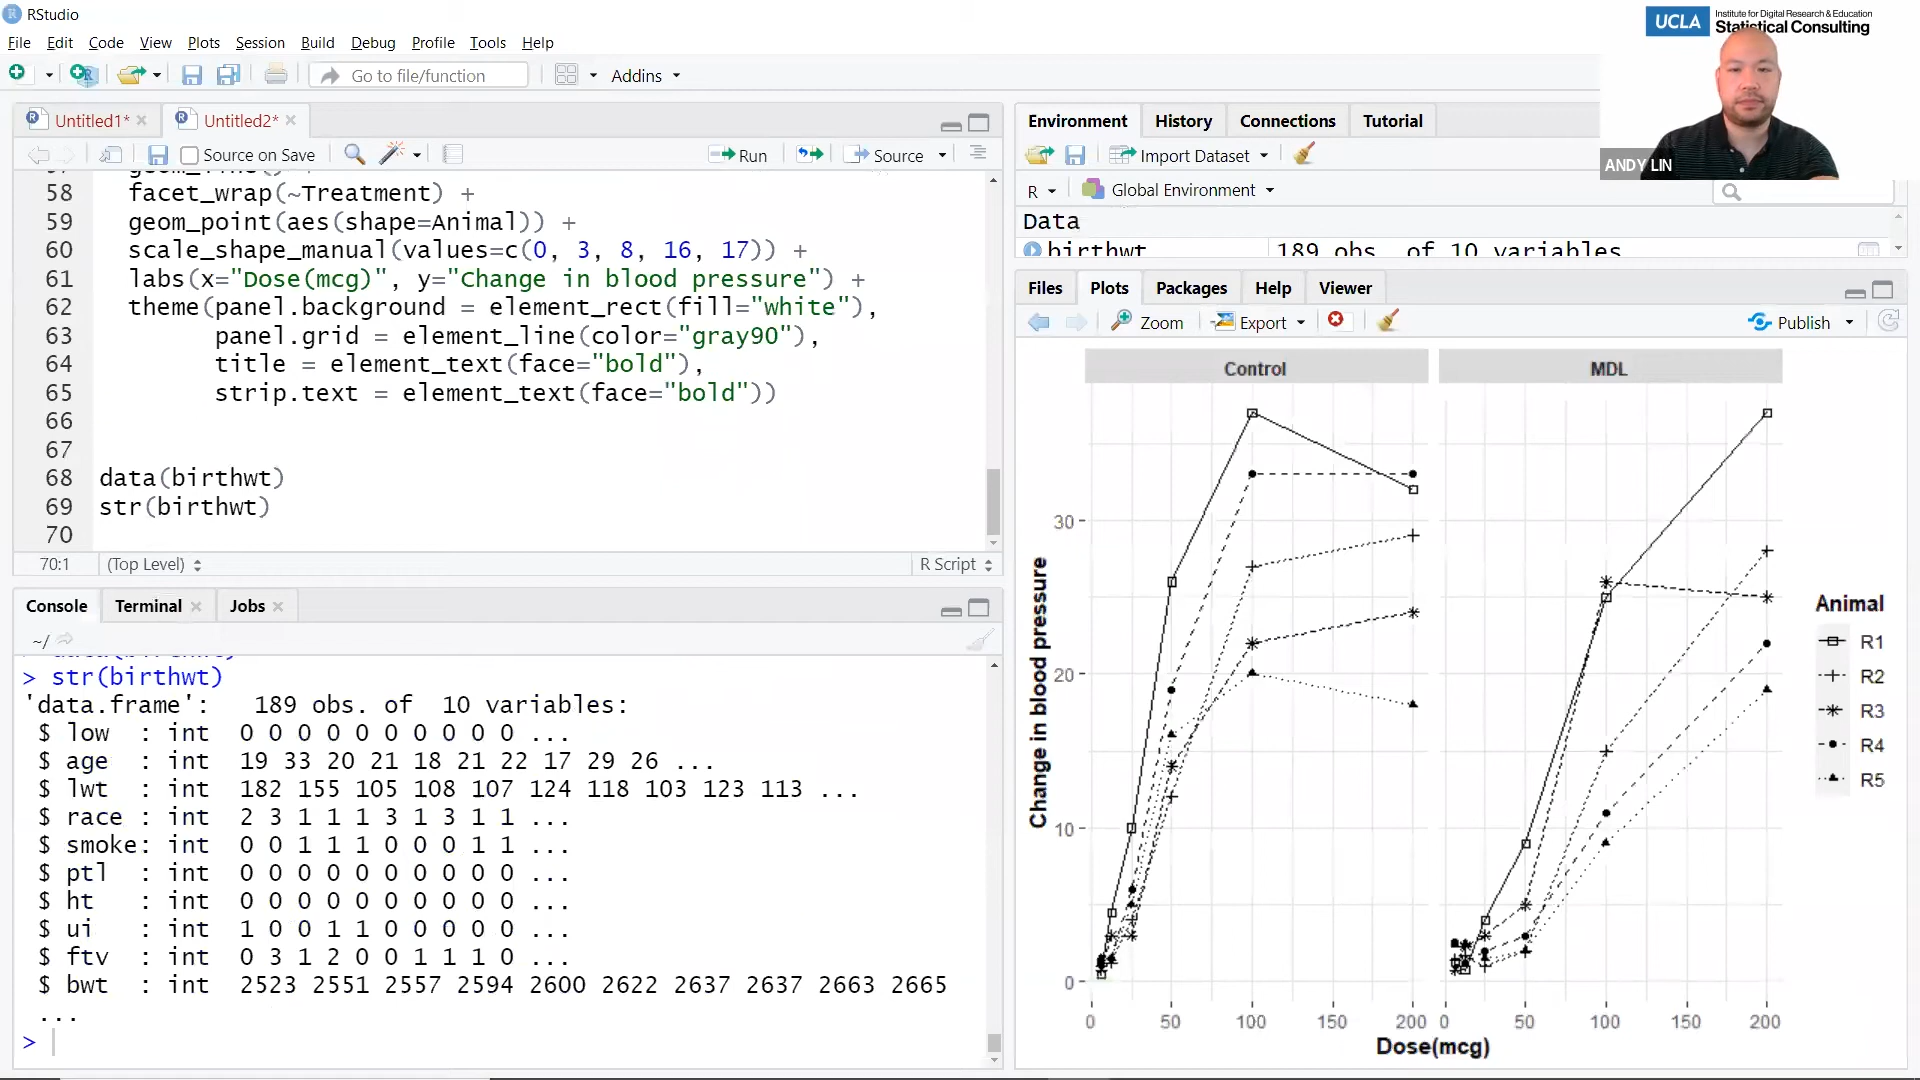 RStudio
File Edit Code View Plots Session Build Debug Profile Tools Help
Go to file/function Addins
UCLA Institute for Digital Research & Education
Statistical Consulting
ANDY LIN
Untitled1* Untitled2*
Source on Save Run Source
58 facet_wrap(~Treatment) +
59 geom_point(aes(shape=Animal)) +
60 scale_shape_manual(values=c(0, 3, 8, 16, 17)) +
61 labs(x="Dose(mcg)", y="Change in blood pressure") +
62 theme(panel.background = element_rect(fill="white"),
63 panel.grid = element_line(color="gray90"),
64 title = element_text(face="bold"),
65 strip.text = element_text(face="bold"))
66
67
68 data(birthwt)
69 str(birthwt)
70
70:1 (Top Level) R Script
Console Terminal Jobs
~/
> str(birthwt)
'data.frame': 189 obs. of 10 variables:
$ low : int 0 0 0 0 0 0 0 0 0 0 ...
$ age : int 19 33 20 21 18 21 22 17 29 26 ...
$ lwt : int 182 155 105 108 107 124 118 103 123 113 ...
$ race : int 2 3 1 1 1 3 1 3 1 1 ...
$ smoke: int 0 0 1 1 1 0 0 0 1 1 ...
$ ptl : int 0 0 0 0 0 0 0 0 0 0 ...
$ ht : int 0 0 0 0 0 0 0 0 0 0 ...
$ ui : int 1 0 0 1 1 0 0 0 0 0 ...
$ ftv : int 0 3 1 2 0 0 1 1 1 0 ...
$ bwt : int 2523 2551 2557 2594 2600 2622 2637 2637 2663 2665
...
>
Environment History Connections Tutorial
Import Dataset
R Global Environment
Data
birthwt 189 obs. of 10 variables
Files Plots Packages Help Viewer
Zoom Export Publish
Control MDL
Change in blood pressure
30
20
10
0
0 50 100 150 200 0 50 100 150 200
Dose(mcg)
Animal
R1
R2
R3
R4
R5